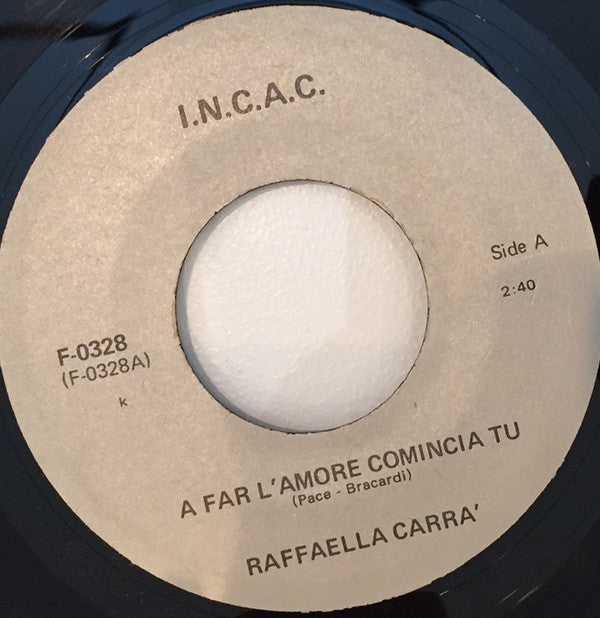 I.N.C.A.C.
Side A
2:40
F-0328
(F-0328A)
k
A FAR L'AMORE COMINCIA TU
(Pace - Bracardi)
RAFFAELLA CARRA'